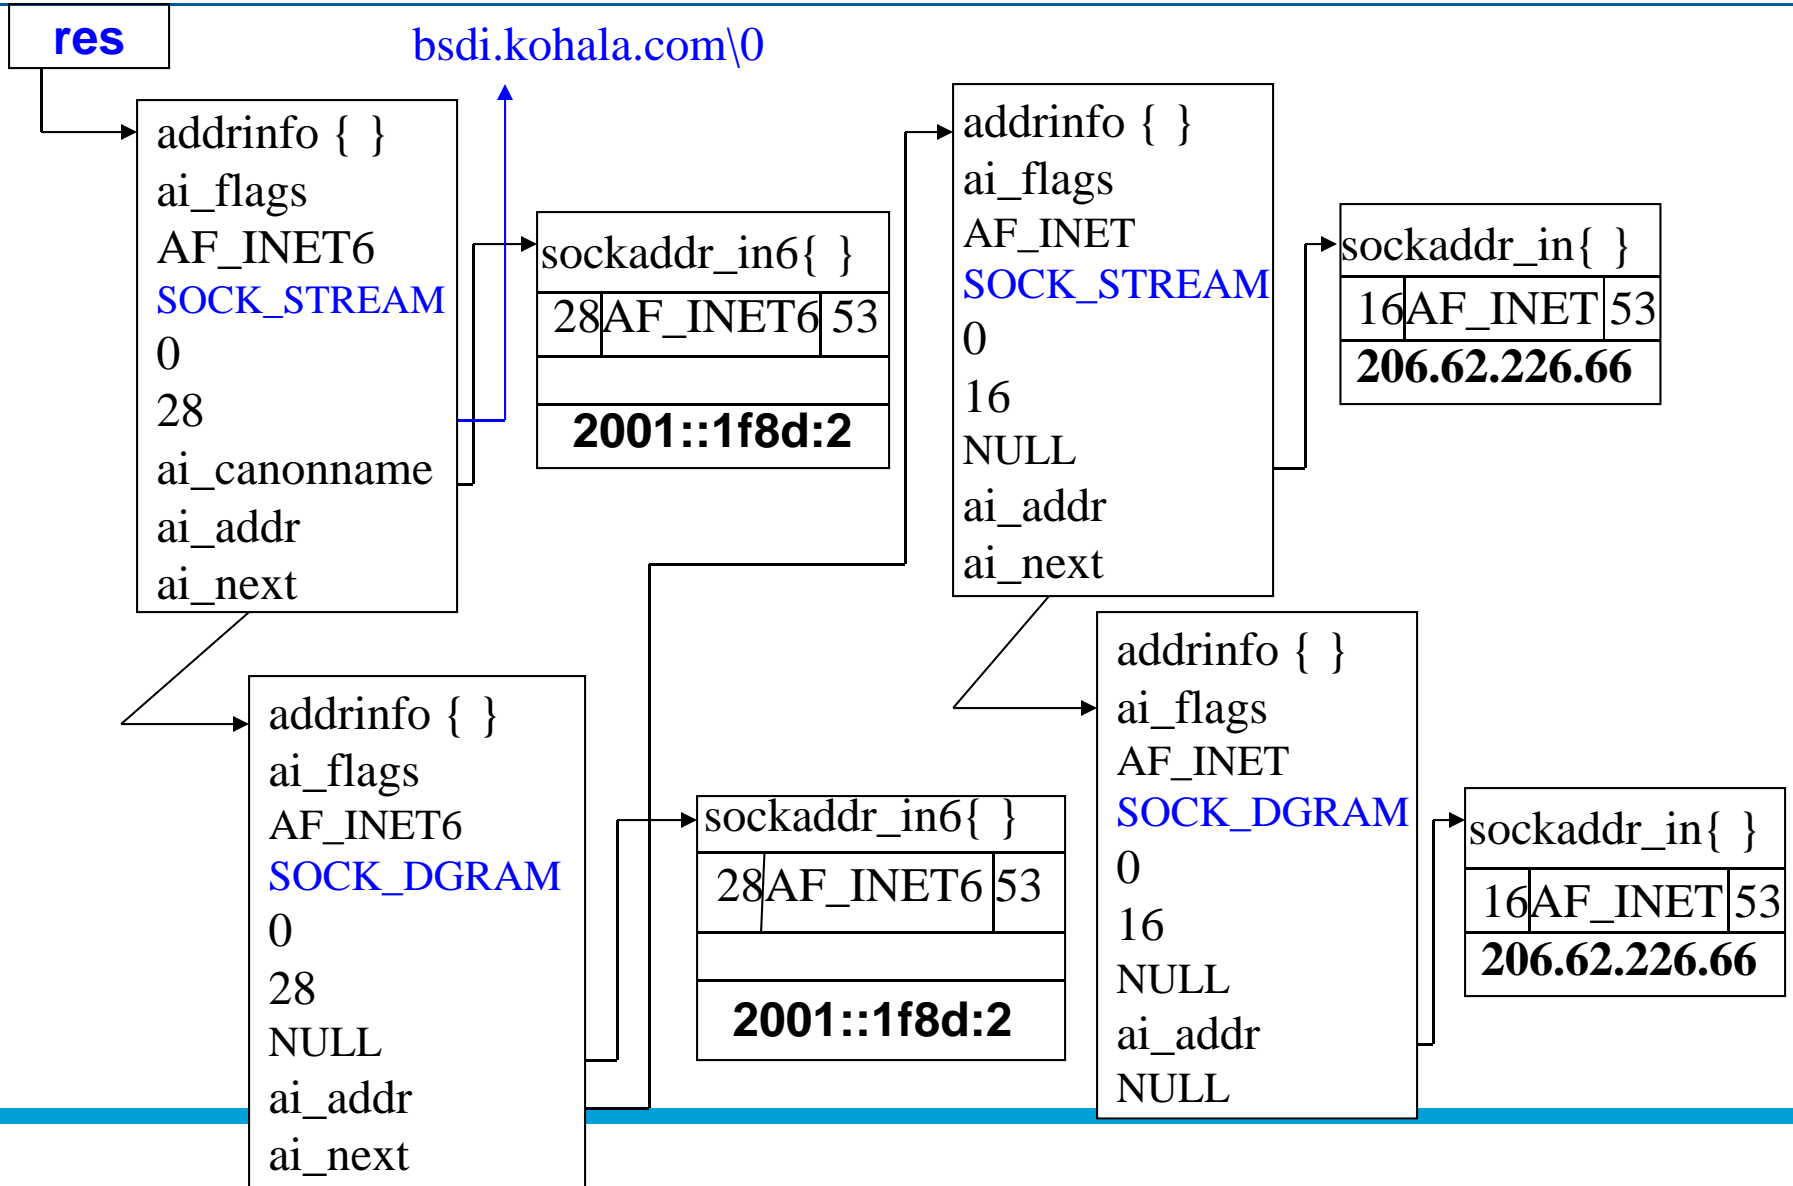 res
bsdi.kohala.com\0
addrinfo { }
ai_flags
AF_INET6
SOCK_STREAM
0
28
ai_canonname
ai_addr
ai_next
sockaddr_in6{ }
28 AF_INET6 53
2001::1f8d:2
addrinfo { }
ai_flags
AF_INET6
SOCK_DGRAM
0
28
NULL
ai_addr
ai_next
sockaddr_in6{ }
28 AF_INET6 53
2001::1f8d:2
addrinfo { }
ai_flags
AF_INET
SOCK_STREAM
0
16
NULL
ai_addr
ai_next
sockaddr_in{ }
16 AF_INET 53
206.62.226.66
addrinfo { }
ai_flags
AF_INET
SOCK_DGRAM
0
16
NULL
ai_addr
NULL
sockaddr_in{ }
16 AF_INET 53
206.62.226.66